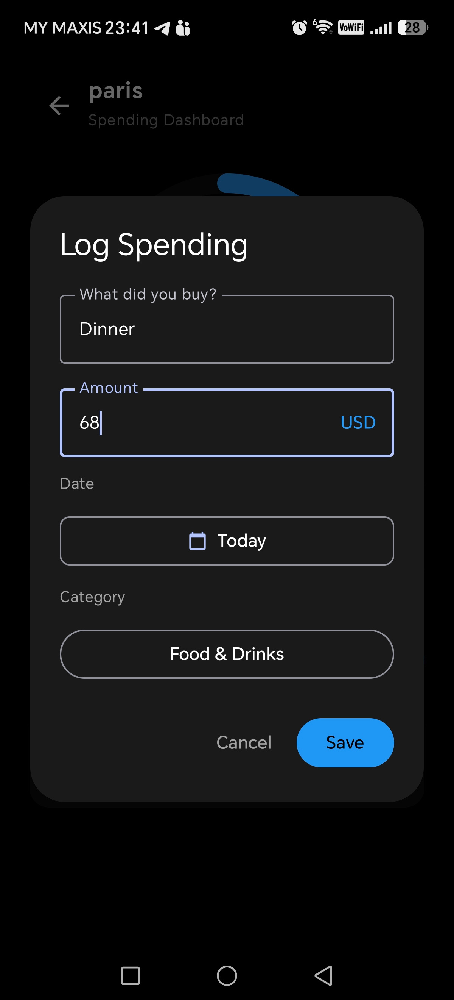 MY MAXIS 23:41 6 VoWiFi 28
paris
Spending Dashboard
Log Spending
What did you buy?
Dinner
Amount
68 USD
Date
Today
Category
Food & Drinks
Cancel Save